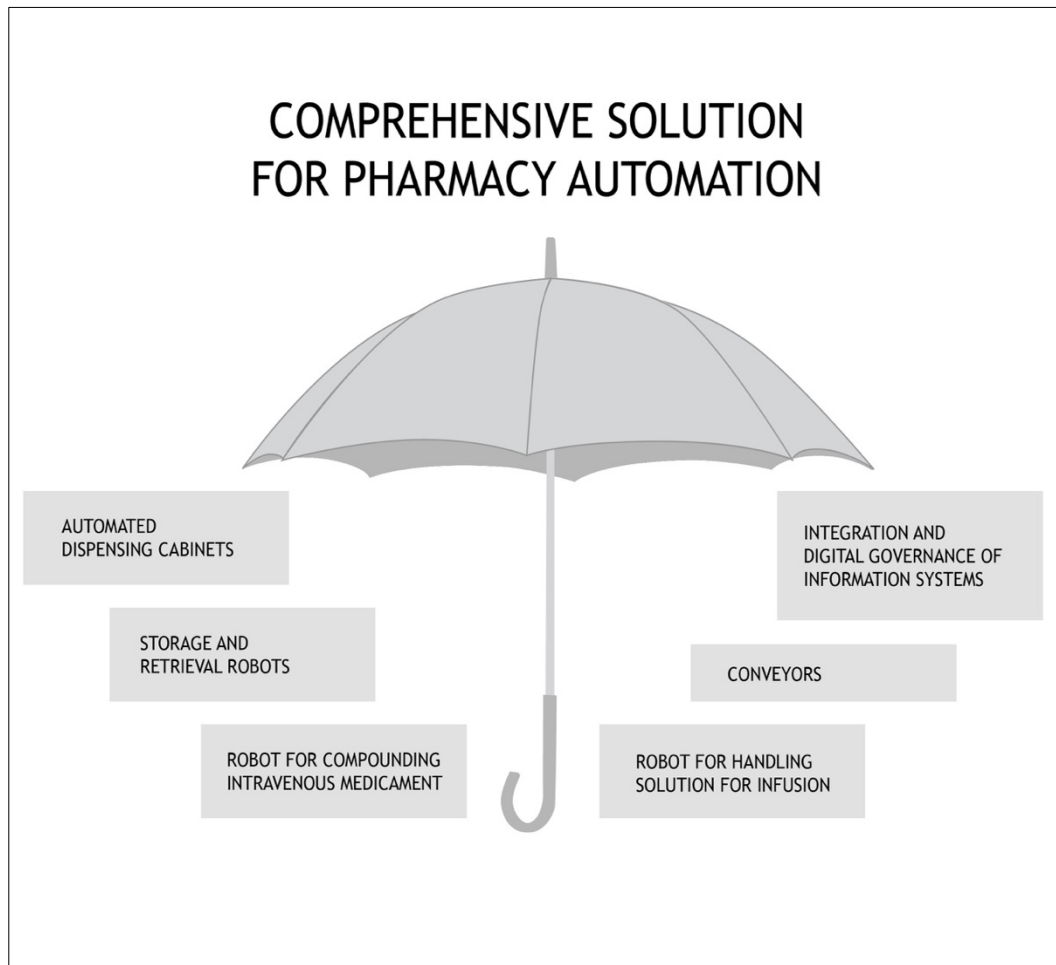 COMPREHENSIVE SOLUTION
FOR PHARMACY AUTOMATION
AUTOMATED
DISPENSING CABINETS
STORAGE AND
RETRIEVAL ROBOTS
ROBOT FOR COMPOUNDING
INTRAVENOUS MEDICAMENT
INTEGRATION AND
DIGITAL GOVERNANCE OF
INFORMATION SYSTEMS
CONVEYORS
ROBOT FOR HANDLING
SOLUTION FOR INFUSION